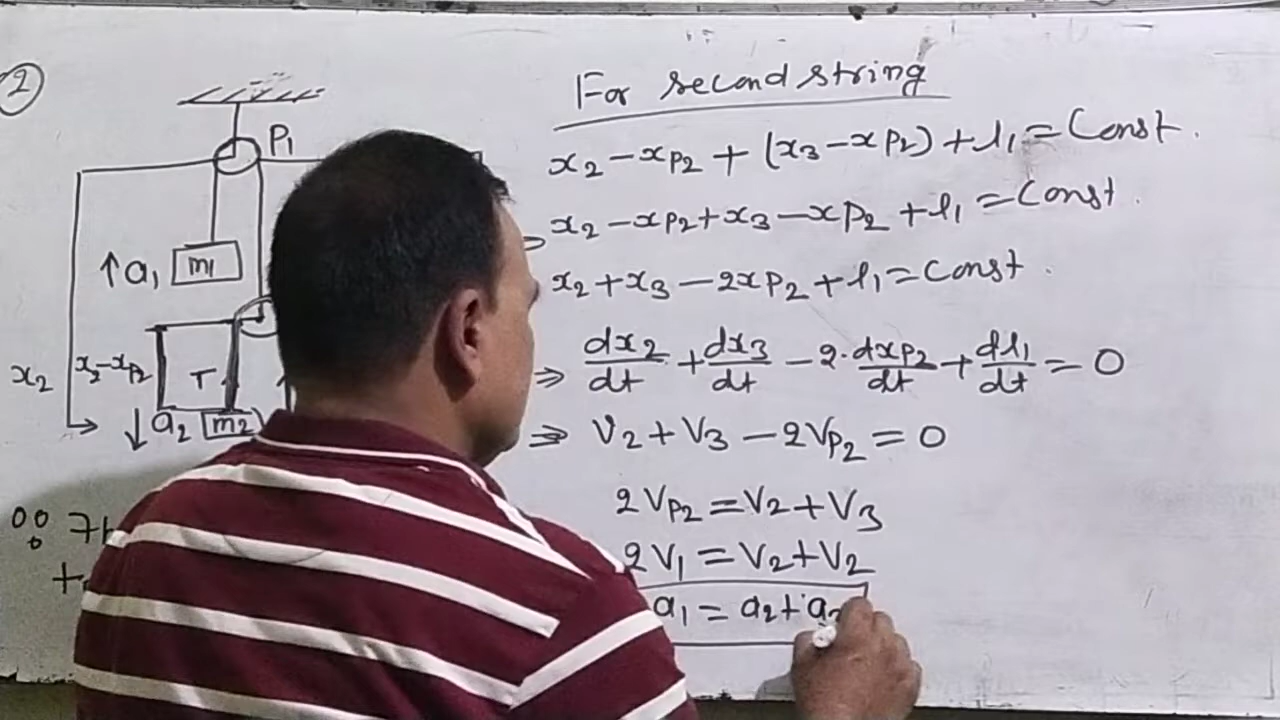 2
P1
↑ a1 m1
x2
x2-xP2
T
↓ a2 m2
For second string
x2 - xP2 + (x3 - xP2) + l1 = Const.
x2 - xP2 + x3 - xP2 + l1 = Const.
x2 + x3 - 2xP2 + l1 = Const.
⇒ dx2/dt + dx3/dt - 2·dxP2/dt + dl1/dt = 0
⇒ V2 + V3 - 2VP2 = 0
2VP2 = V2 + V3
2V1 = V2 + V2
a1 = a2 +